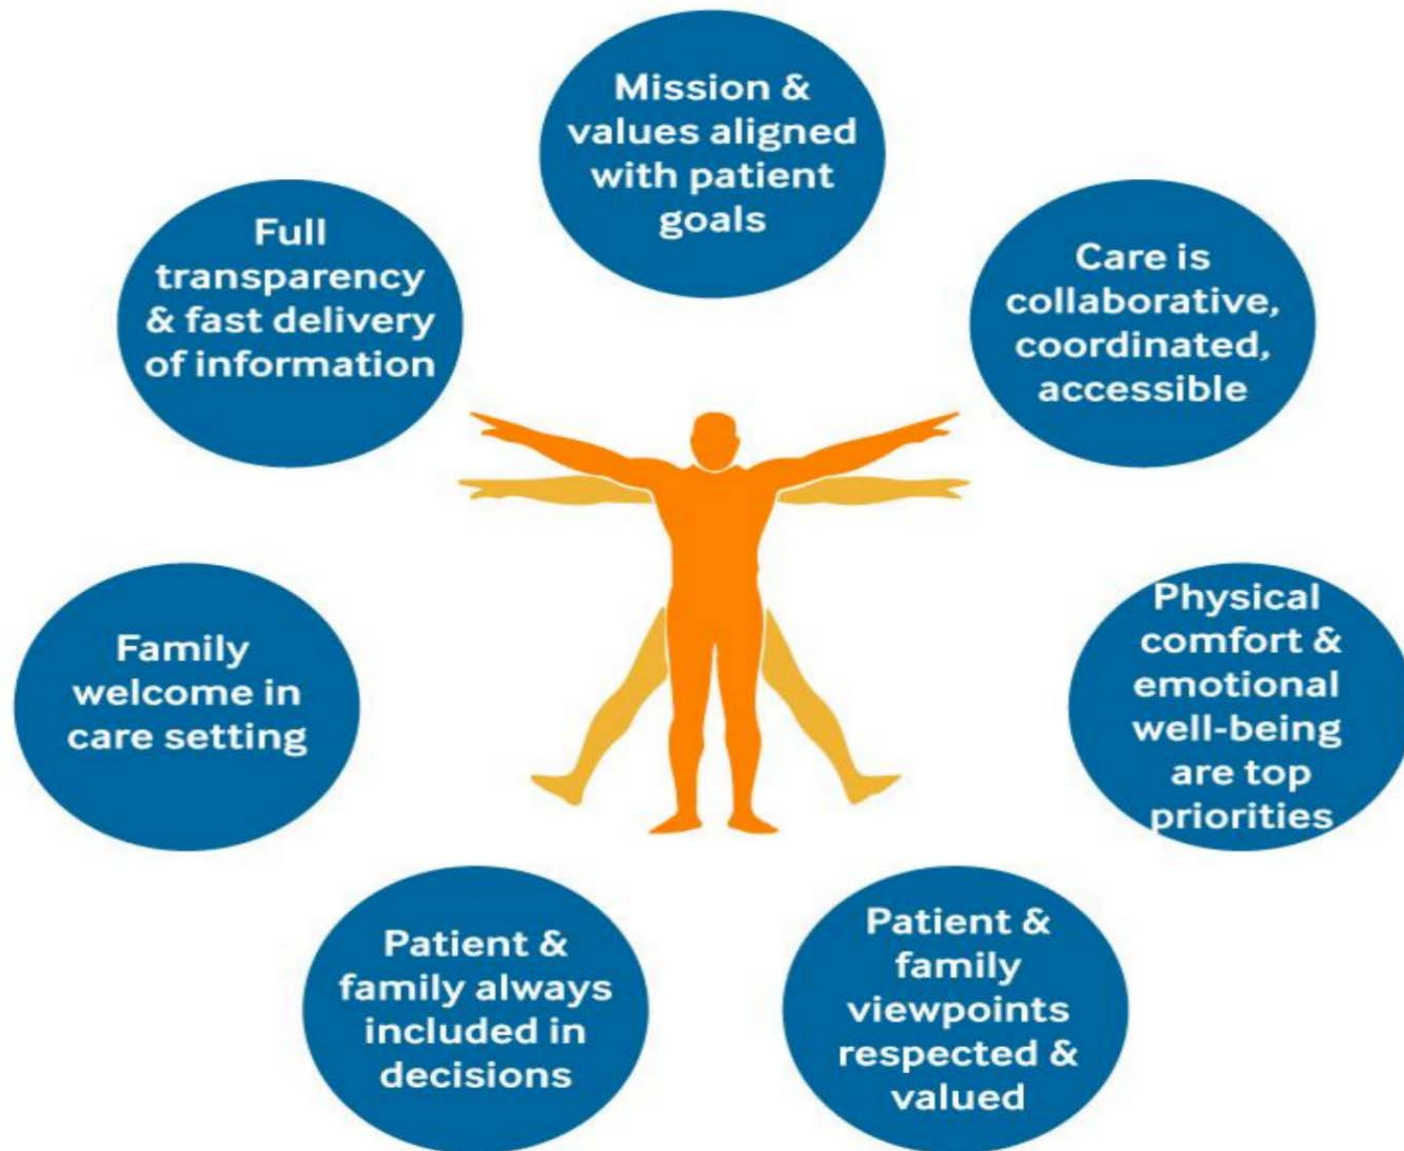 Mission &
values aligned
with patient
goals
Care is
collaborative,
coordinated,
accessible
Physical
comfort &
emotional
well-being
are top
priorities
Patient &
family
viewpoints
respected &
valued
Patient &
family always
included in
decisions
Family
welcome in
care setting
Full
transparency
& fast delivery
of information